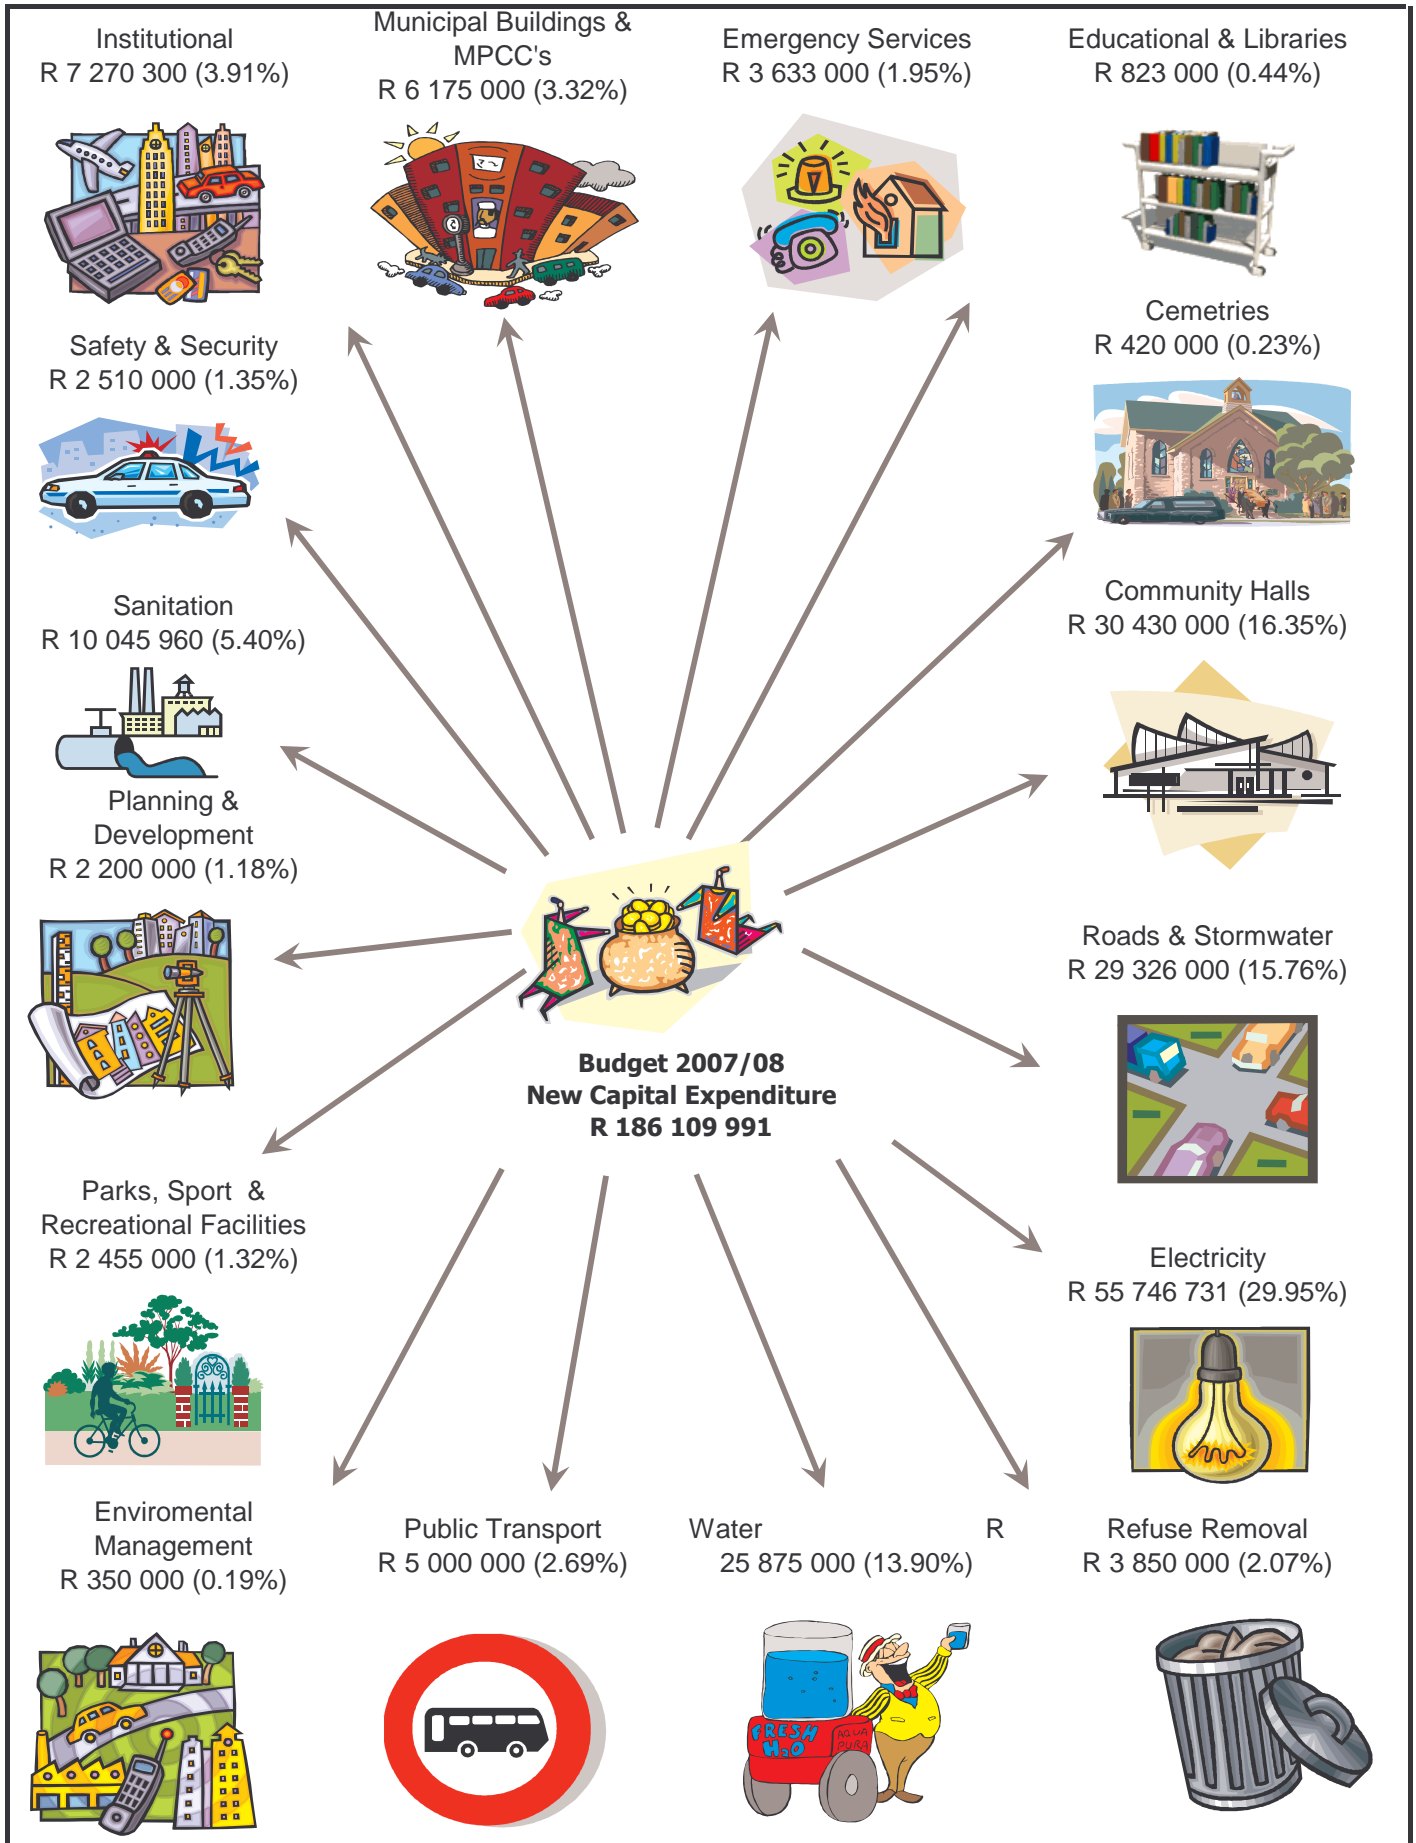 Institutional
R 7 270 300 (3.91%)
Municipal Buildings &
MPCC's
R 6 175 000 (3.32%)
Emergency Services
R 3 633 000 (1.95%)
Educational & Libraries
R 823 000 (0.44%)
Safety & Security
R 2 510 000 (1.35%)
Cemetries
R 420 000 (0.23%)
Sanitation
R 10 045 960 (5.40%)
Community Halls
R 30 430 000 (16.35%)
Planning &
Development
R 2 200 000 (1.18%)
Roads & Stormwater
R 29 326 000 (15.76%)
Budget 2007/08
New Capital Expenditure
R 186 109 991
Parks, Sport &
Recreational Facilities
R 2 455 000 (1.32%)
Electricity
R 55 746 731 (29.95%)
Enviromental
Management
R 350 000 (0.19%)
Public Transport
R 5 000 000 (2.69%)
Water R
25 875 000 (13.90%)
Refuse Removal
R 3 850 000 (2.07%)
FRESH
H2O
AQUA
PURA